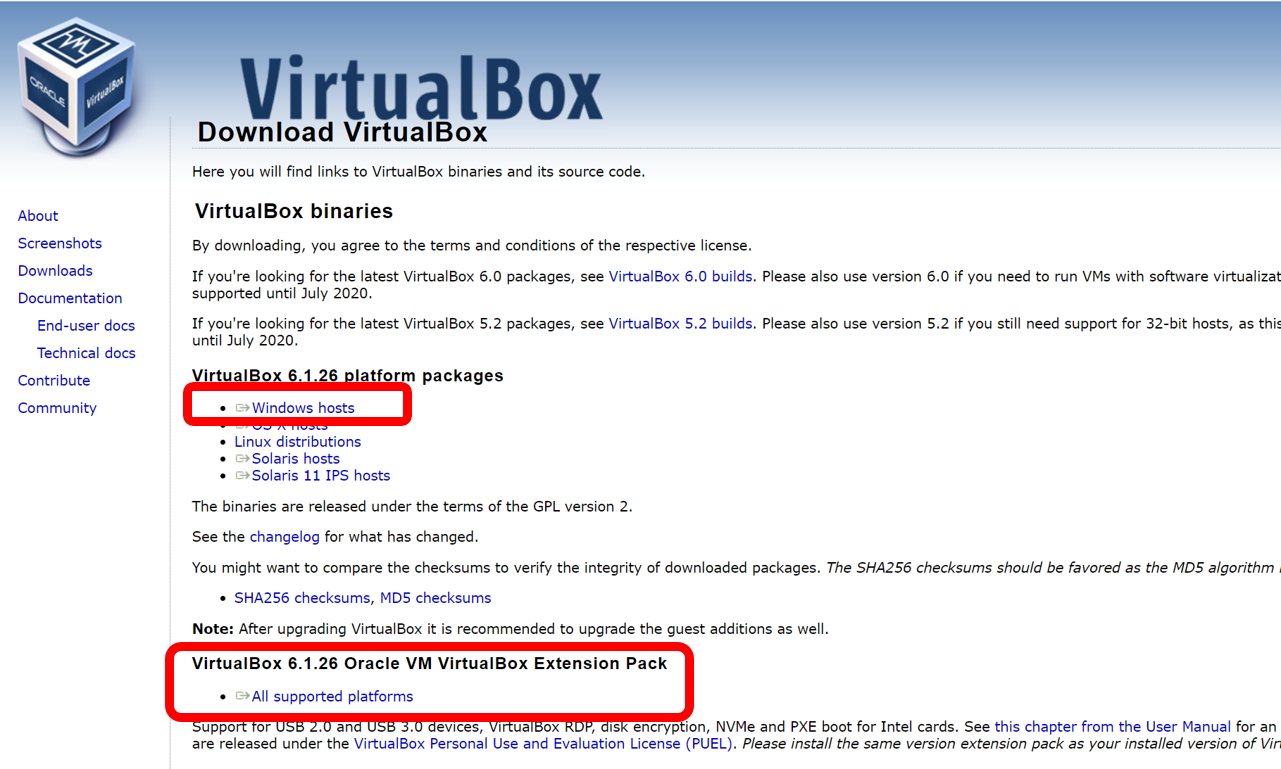 ORACLE
VirtualBox
VirtualBox
Download VirtualBox
Here you will find links to VirtualBox binaries and its source code.
About
Screenshots
Downloads
Documentation
End-user docs
Technical docs
Contribute
Community
VirtualBox binaries
By downloading, you agree to the terms and conditions of the respective license.
If you're looking for the latest VirtualBox 6.0 packages, see VirtualBox 6.0 builds. Please also use version 6.0 if you need to run VMs with software virtualizat
supported until July 2020.
If you're looking for the latest VirtualBox 5.2 packages, see VirtualBox 5.2 builds. Please also use version 5.2 if you still need support for 32-bit hosts, as this
until July 2020.
VirtualBox 6.1.26 platform packages
Windows hosts
OS X hosts
Linux distributions
Solaris hosts
Solaris 11 IPS hosts
The binaries are released under the terms of the GPL version 2.
See the changelog for what has changed.
You might want to compare the checksums to verify the integrity of downloaded packages. The SHA256 checksums should be favored as the MD5 algorithm
SHA256 checksums, MD5 checksums
Note: After upgrading VirtualBox it is recommended to upgrade the guest additions as well.
VirtualBox 6.1.26 Oracle VM VirtualBox Extension Pack
All supported platforms
Support for USB 2.0 and USB 3.0 devices, VirtualBox RDP, disk encryption, NVMe and PXE boot for Intel cards. See this chapter from the User Manual for an
are released under the VirtualBox Personal Use and Evaluation License (PUEL). Please install the same version extension pack as your installed version of Virt